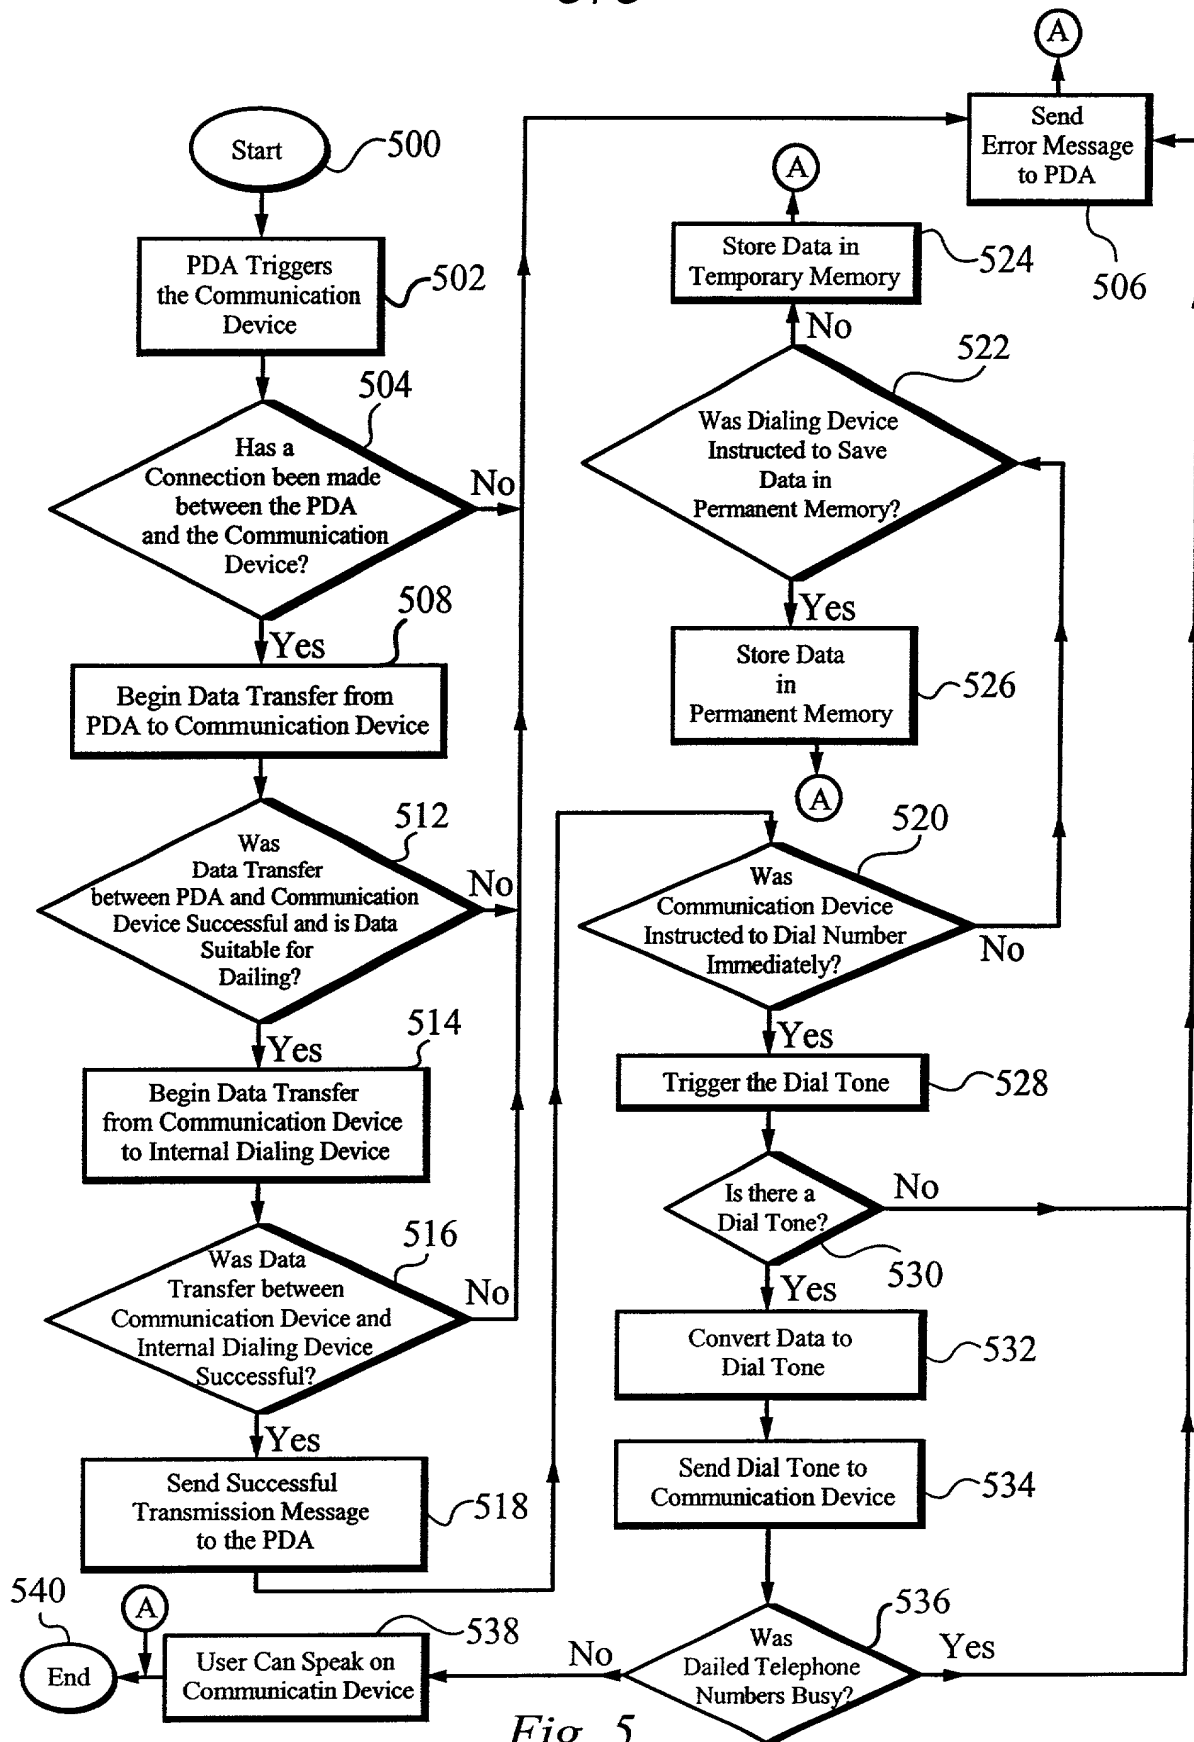 Start
500
PDA Triggers
the Communication
Device
502
504
Has a
Connection been made
between the PDA
and the Communication
Device?
No
Yes
508
Begin Data Transfer from
PDA to Communication Device
512
Was
Data Transfer
between PDA and Communication
Device Successful and is Data
Suitable for
Dailing?
No
Yes
514
Begin Data Transfer
from Communication Device
to Internal Dialing Device
516
Was Data
Transfer between
Communication Device and
Internal Dialing Device
Successful?
No
Yes
Send Successful
Transmission Message
to the PDA
518
A
Send
Error Message
to PDA
506
A
Store Data in
Temporary Memory
524
No
522
Was Dialing Device
Instructed to Save
Data in
Permanent Memory?
Yes
Store Data
in
Permanent Memory
526
A
520
Was
Communication Device
Instructed to Dial Number
Immediately?
No
Yes
Trigger the Dial Tone
528
Is there a
Dial Tone?
No
530
Yes
Convert Data to
Dial Tone
532
Send Dial Tone to
Communication Device
534
536
Was
Dailed Telephone
Numbers Busy?
Yes
No
538
User Can Speak on
Communicatin Device
A
540
End
Fig. 5